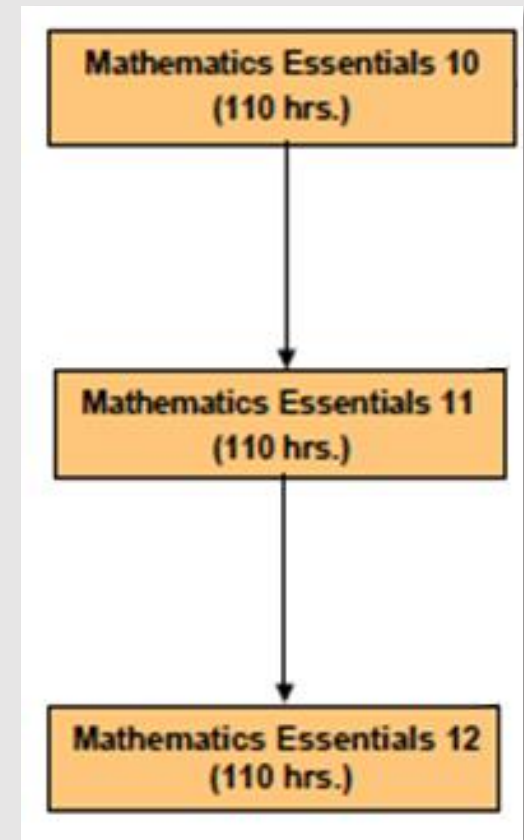 Mathematics Essentials 10
(110 hrs.)
Mathematics Essentials 11
(110 hrs.)
Mathematics Essentials 12
(110 hrs.)